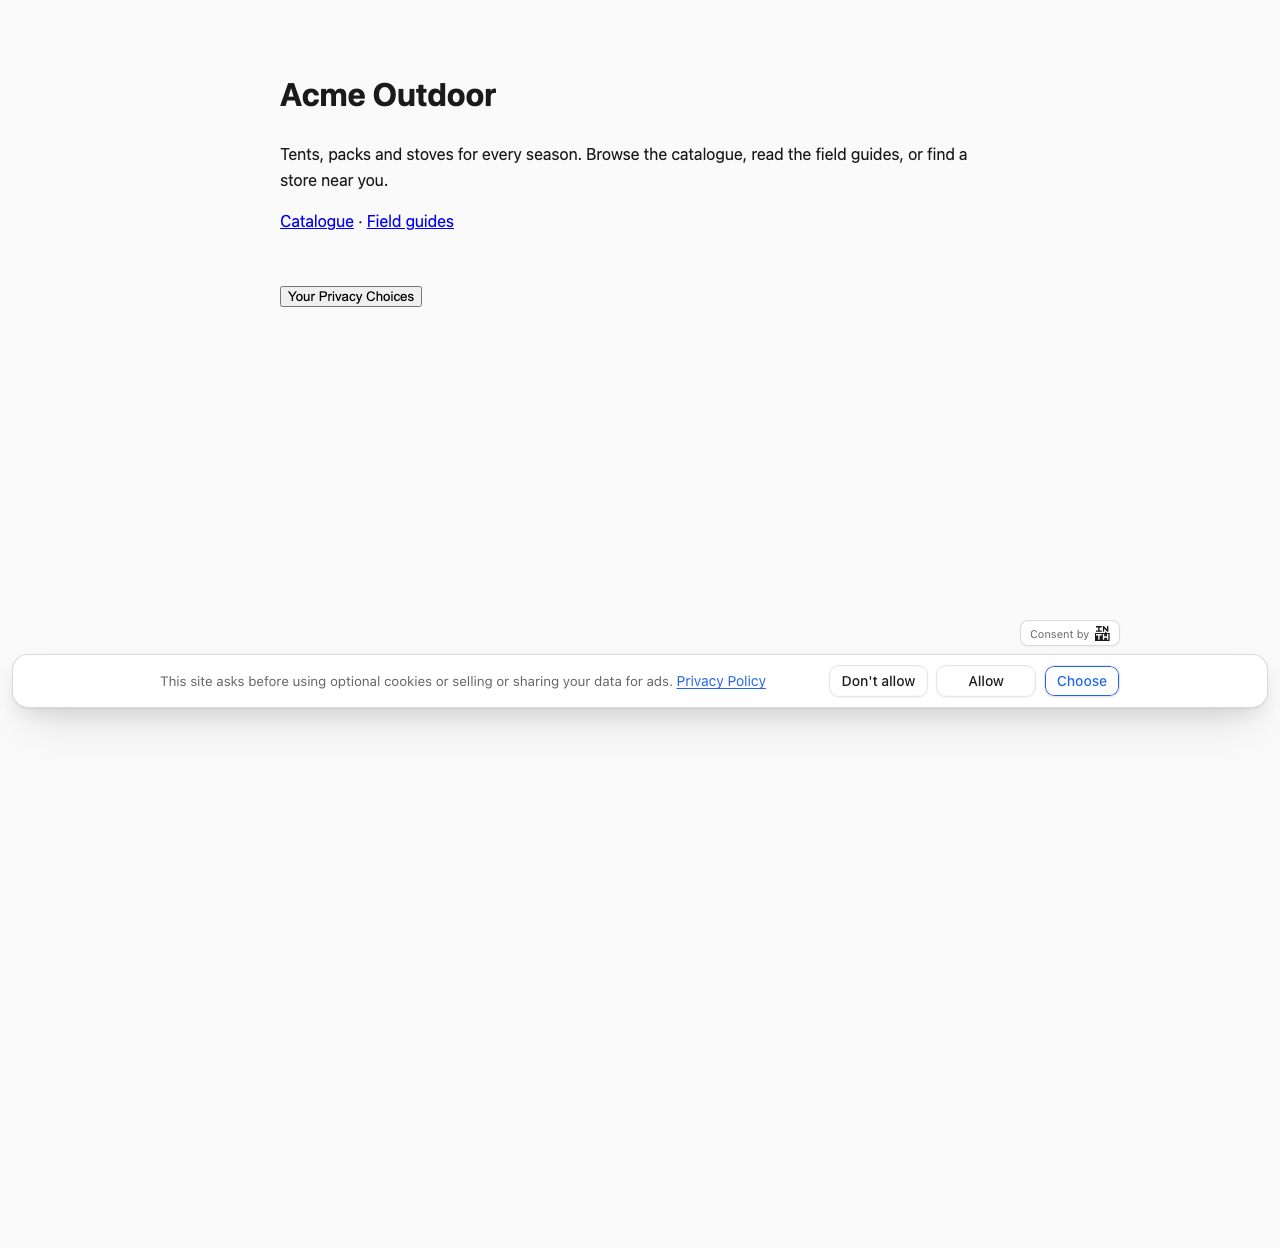 Acme Outdoor
Tents, packs and stoves for every season. Browse the catalogue, read the field guides, or find a
store near you.
Catalogue · Field guides
Your Privacy Choices
Consent by INTH
This site asks before using optional cookies or selling or sharing your data for ads. Privacy Policy
Don't allow
Allow
Choose